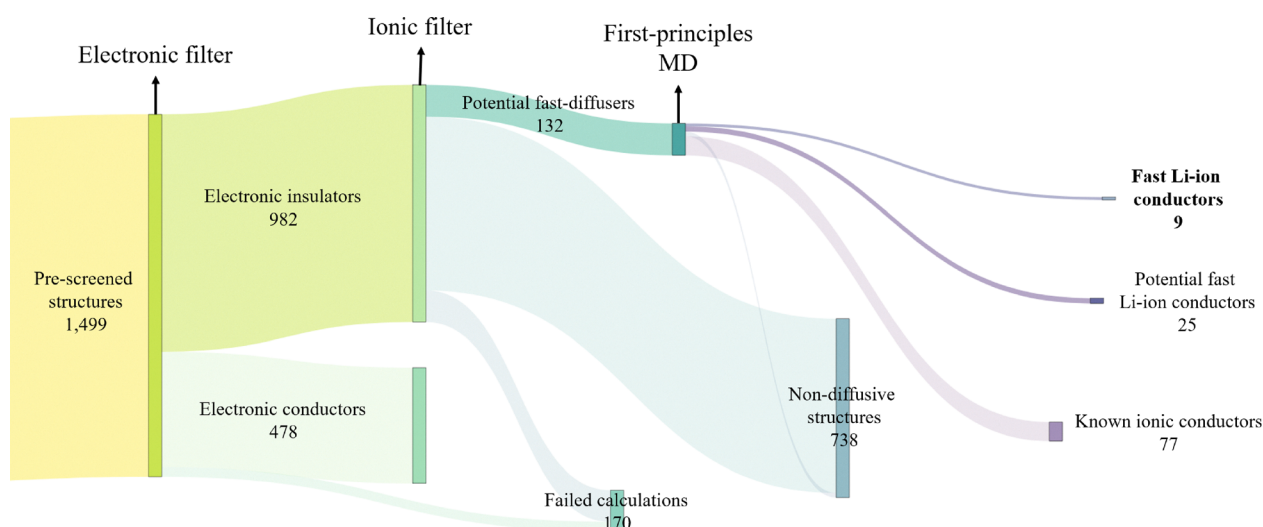 Electronic filter
Ionic filter
First-principles
MD
Potential fast-diffusers
132
Electronic insulators
982
Pre-screened
structures
1,499
Electronic conductors
478
Failed calculations
170
Non-diffusive
structures
738
Fast Li-ion
conductors
9
Potential fast
Li-ion conductors
25
Known ionic conductors
77